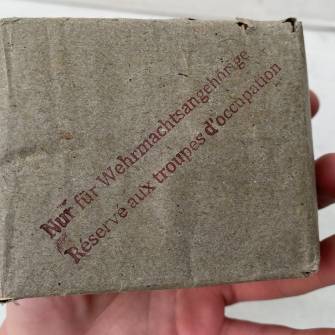 Nur für Wehrmachtsangehörige
Réservé aux troupes d'occupation